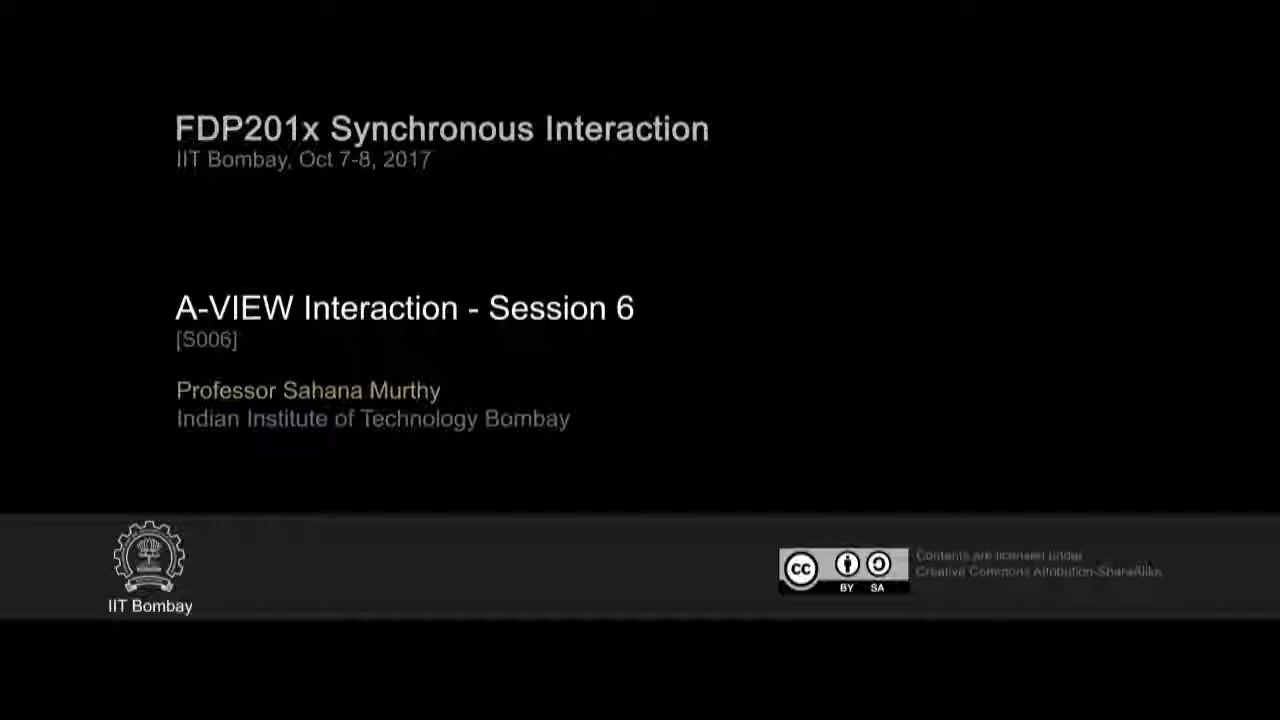 FDP201x Synchronous Interaction
IIT Bombay, Oct 7-8, 2017
A-VIEW Interaction - Session 6
[S006]
Professor Sahana Murthy
Indian Institute of Technology Bombay
IIT Bombay
cc
BY SA
Contents are licensed under
Creative Commons Attribution-ShareAlike